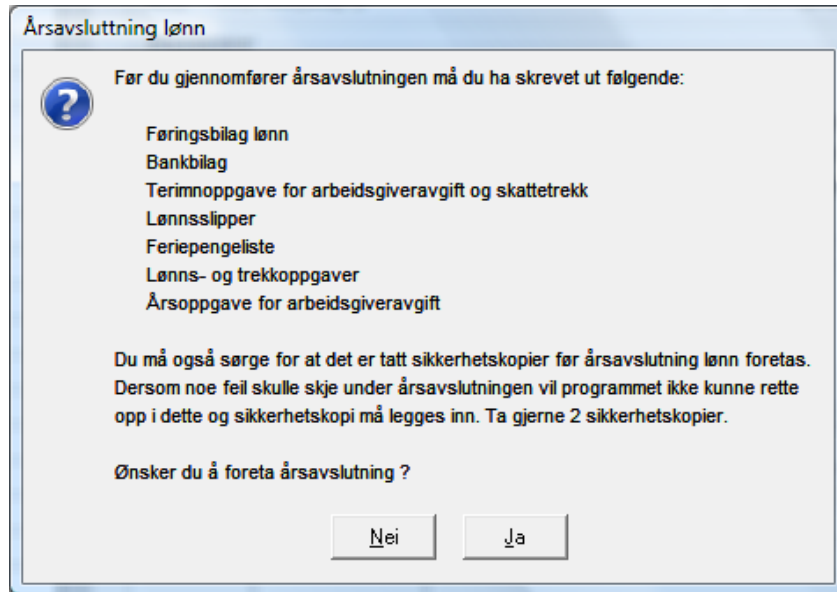 Årsavsluttning lønn
Før du gjennomfører årsavslutningen må du ha skrevet ut følgende:
Føringsbilag lønn
Bankbilag
Terimnoppgave for arbeidsgiveravgift og skattetrekk
Lønnsslipper
Feriepengeliste
Lønns- og trekkoppgaver
Årsoppgave for arbeidsgiveravgift
Du må også sørge for at det er tatt sikkerhetskopier før årsavslutning lønn foretas.
Dersom noe feil skulle skje under årsavslutningen vil programmet ikke kunne rette
opp i dette og sikkerhetskopi må legges inn. Ta gjerne 2 sikkerhetskopier.
Ønsker du å foreta årsavslutning ?
Nei Ja